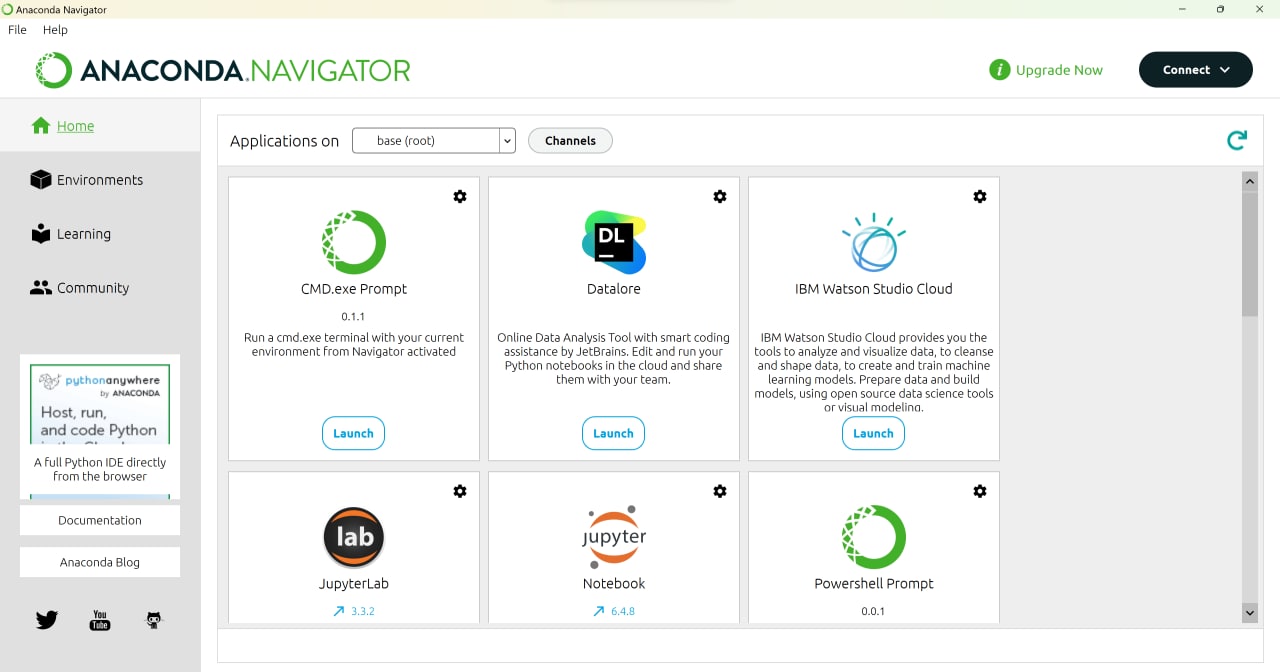 Anaconda Navigator
File Help
ANACONDA.NAVIGATOR
Upgrade Now
Connect
Home
Environments
Learning
Community
pythonanywhere
by ANACONDA
Host, run,
and code Python
in the Cloud
A full Python IDE directly
from the browser
Documentation
Anaconda Blog
You
Tube
Applications on
base (root)
Channels
CMD.exe Prompt
0.1.1
Run a cmd.exe terminal with your current
environment from Navigator activated
Launch
DL
Datalore
Online Data Analysis Tool with smart coding
assistance by JetBrains. Edit and run your
Python notebooks in the cloud and share
them with your team.
Launch
IBM Watson Studio Cloud
IBM Watson Studio Cloud provides you the
tools to analyze and visualize data, to cleanse
and shape data, to create and train machine
learning models. Prepare data and build
models, using open source data science tools
or visual modeling.
Launch
lab
JupyterLab
3.3.2
jupyter
Notebook
6.4.8
Powershell Prompt
0.0.1